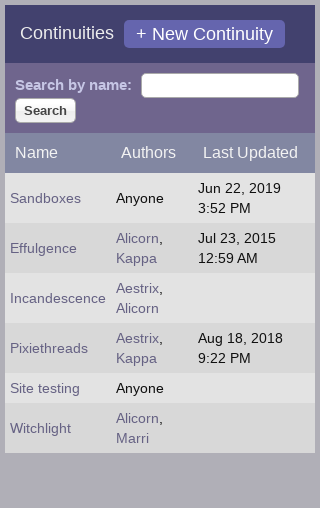 Continuities + New Continuity
Search by name:
Search
Name Authors Last Updated
Sandboxes Anyone Jun 22, 2019
3:52 PM
Effulgence Alicorn, Jul 23, 2015
Kappa 12:59 AM
Incandescence Aestrix,
Alicorn
Pixiethreads Aestrix, Aug 18, 2018
Kappa 9:22 PM
Site testing Anyone
Witchlight Alicorn,
Marri